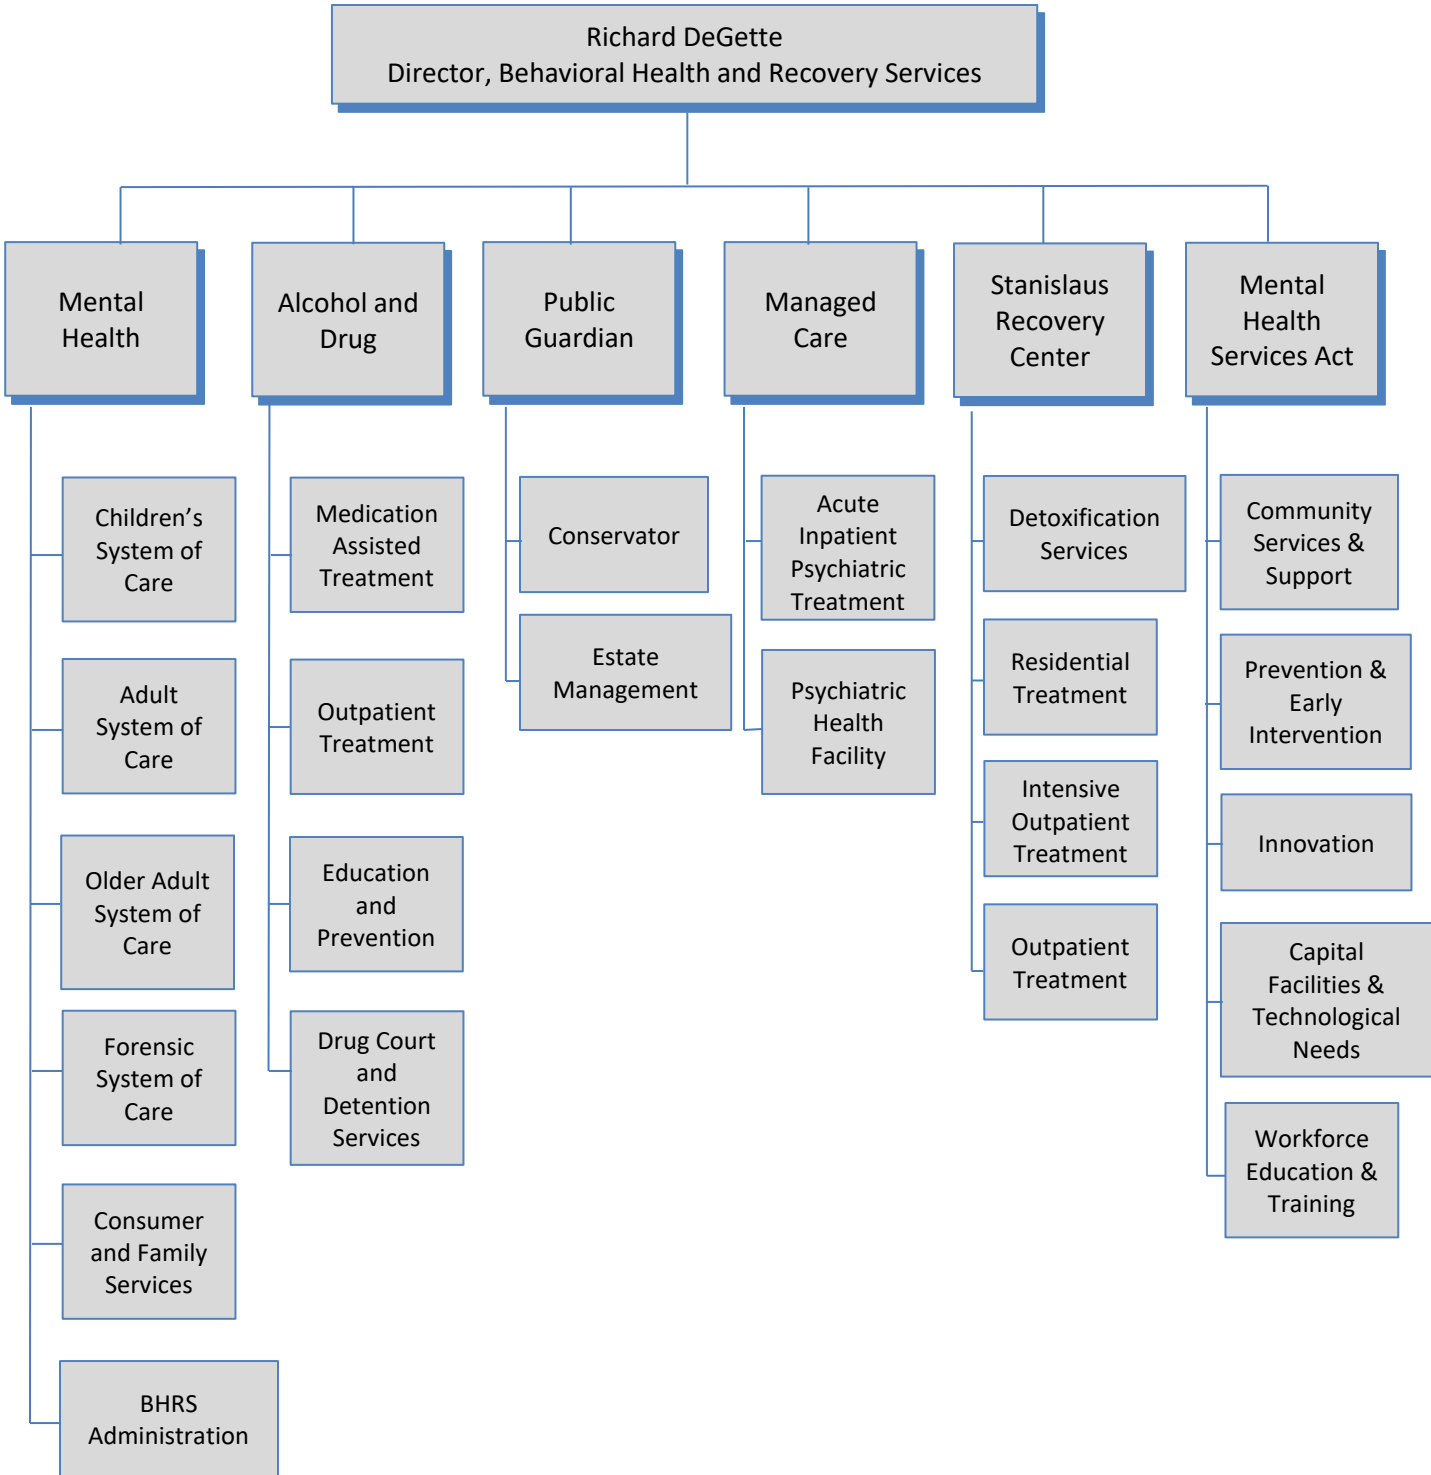 Richard DeGette
Director, Behavioral Health and Recovery Services
Mental
Health
Alcohol and
Drug
Public
Guardian
Managed
Care
Stanislaus
Recovery
Center
Mental
Health
Services Act
Children’s
System of
Care
Adult
System of
Care
Older Adult
System of
Care
Forensic
System of
Care
Consumer
and Family
Services
BHRS
Administration
Medication
Assisted
Treatment
Outpatient
Treatment
Education
and
Prevention
Drug Court
and
Detention
Services
Conservator
Estate
Management
Acute
Inpatient
Psychiatric
Treatment
Psychiatric
Health
Facility
Detoxification
Services
Residential
Treatment
Intensive
Outpatient
Treatment
Outpatient
Treatment
Community
Services &
Support
Prevention &
Early
Intervention
Innovation
Capital
Facilities &
Technological
Needs
Workforce
Education &
Training